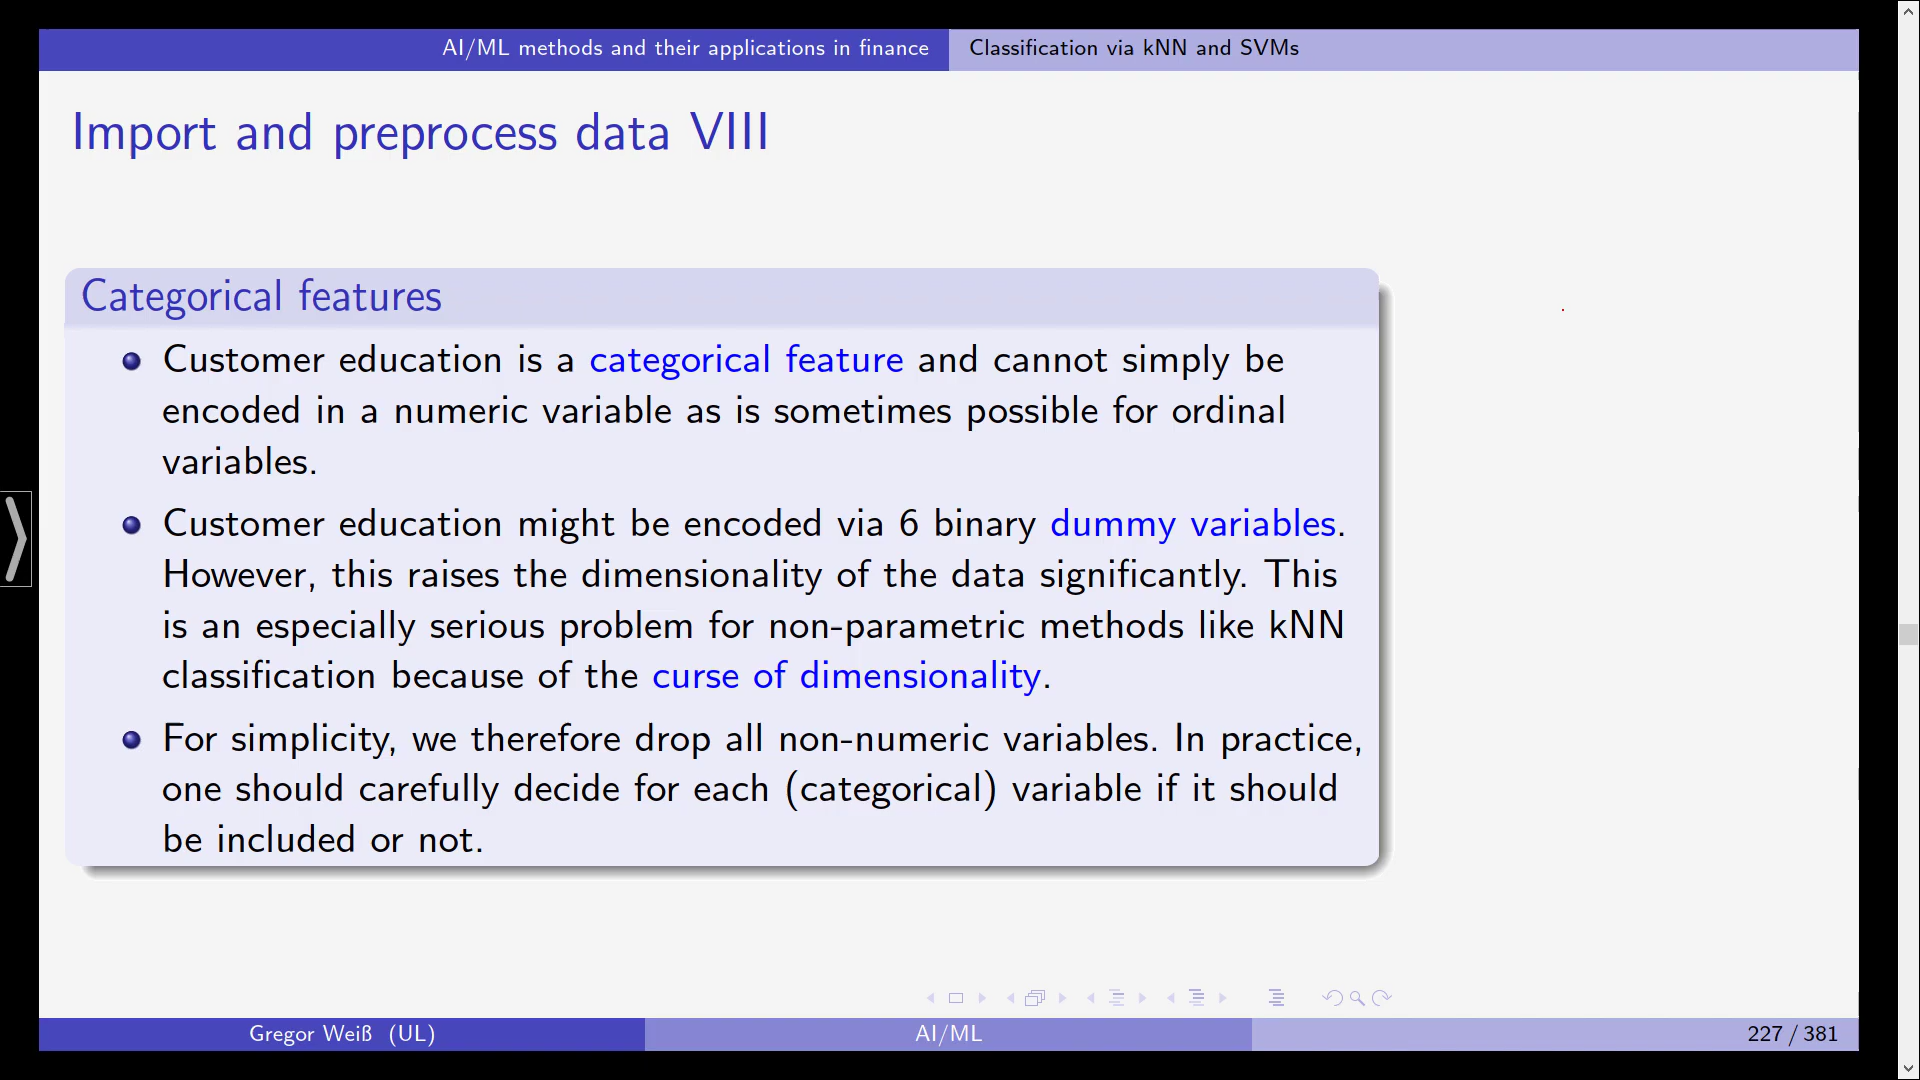 AI/ML methods and their applications in finance
Classification via kNN and SVMs
Import and preprocess data VIII
Categorical features
Customer education is a categorical feature and cannot simply be
encoded in a numeric variable as is sometimes possible for ordinal
variables.
Customer education might be encoded via 6 binary dummy variables.
However, this raises the dimensionality of the data significantly. This
is an especially serious problem for non-parametric methods like kNN
classification because of the curse of dimensionality.
For simplicity, we therefore drop all non-numeric variables. In practice,
one should carefully decide for each (categorical) variable if it should
be included or not.
Gregor Weiß (UL)
AI/ML
227 / 381